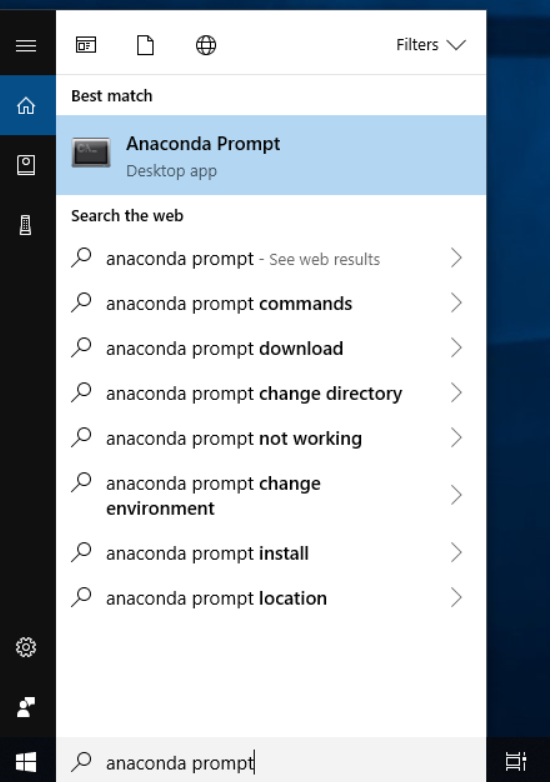 Filters
Best match
Anaconda Prompt
Desktop app
Search the web
anaconda prompt - See web results
anaconda prompt commands
anaconda prompt download
anaconda prompt change directory
anaconda prompt not working
anaconda prompt change
environment
anaconda prompt install
anaconda prompt location
anaconda prompt